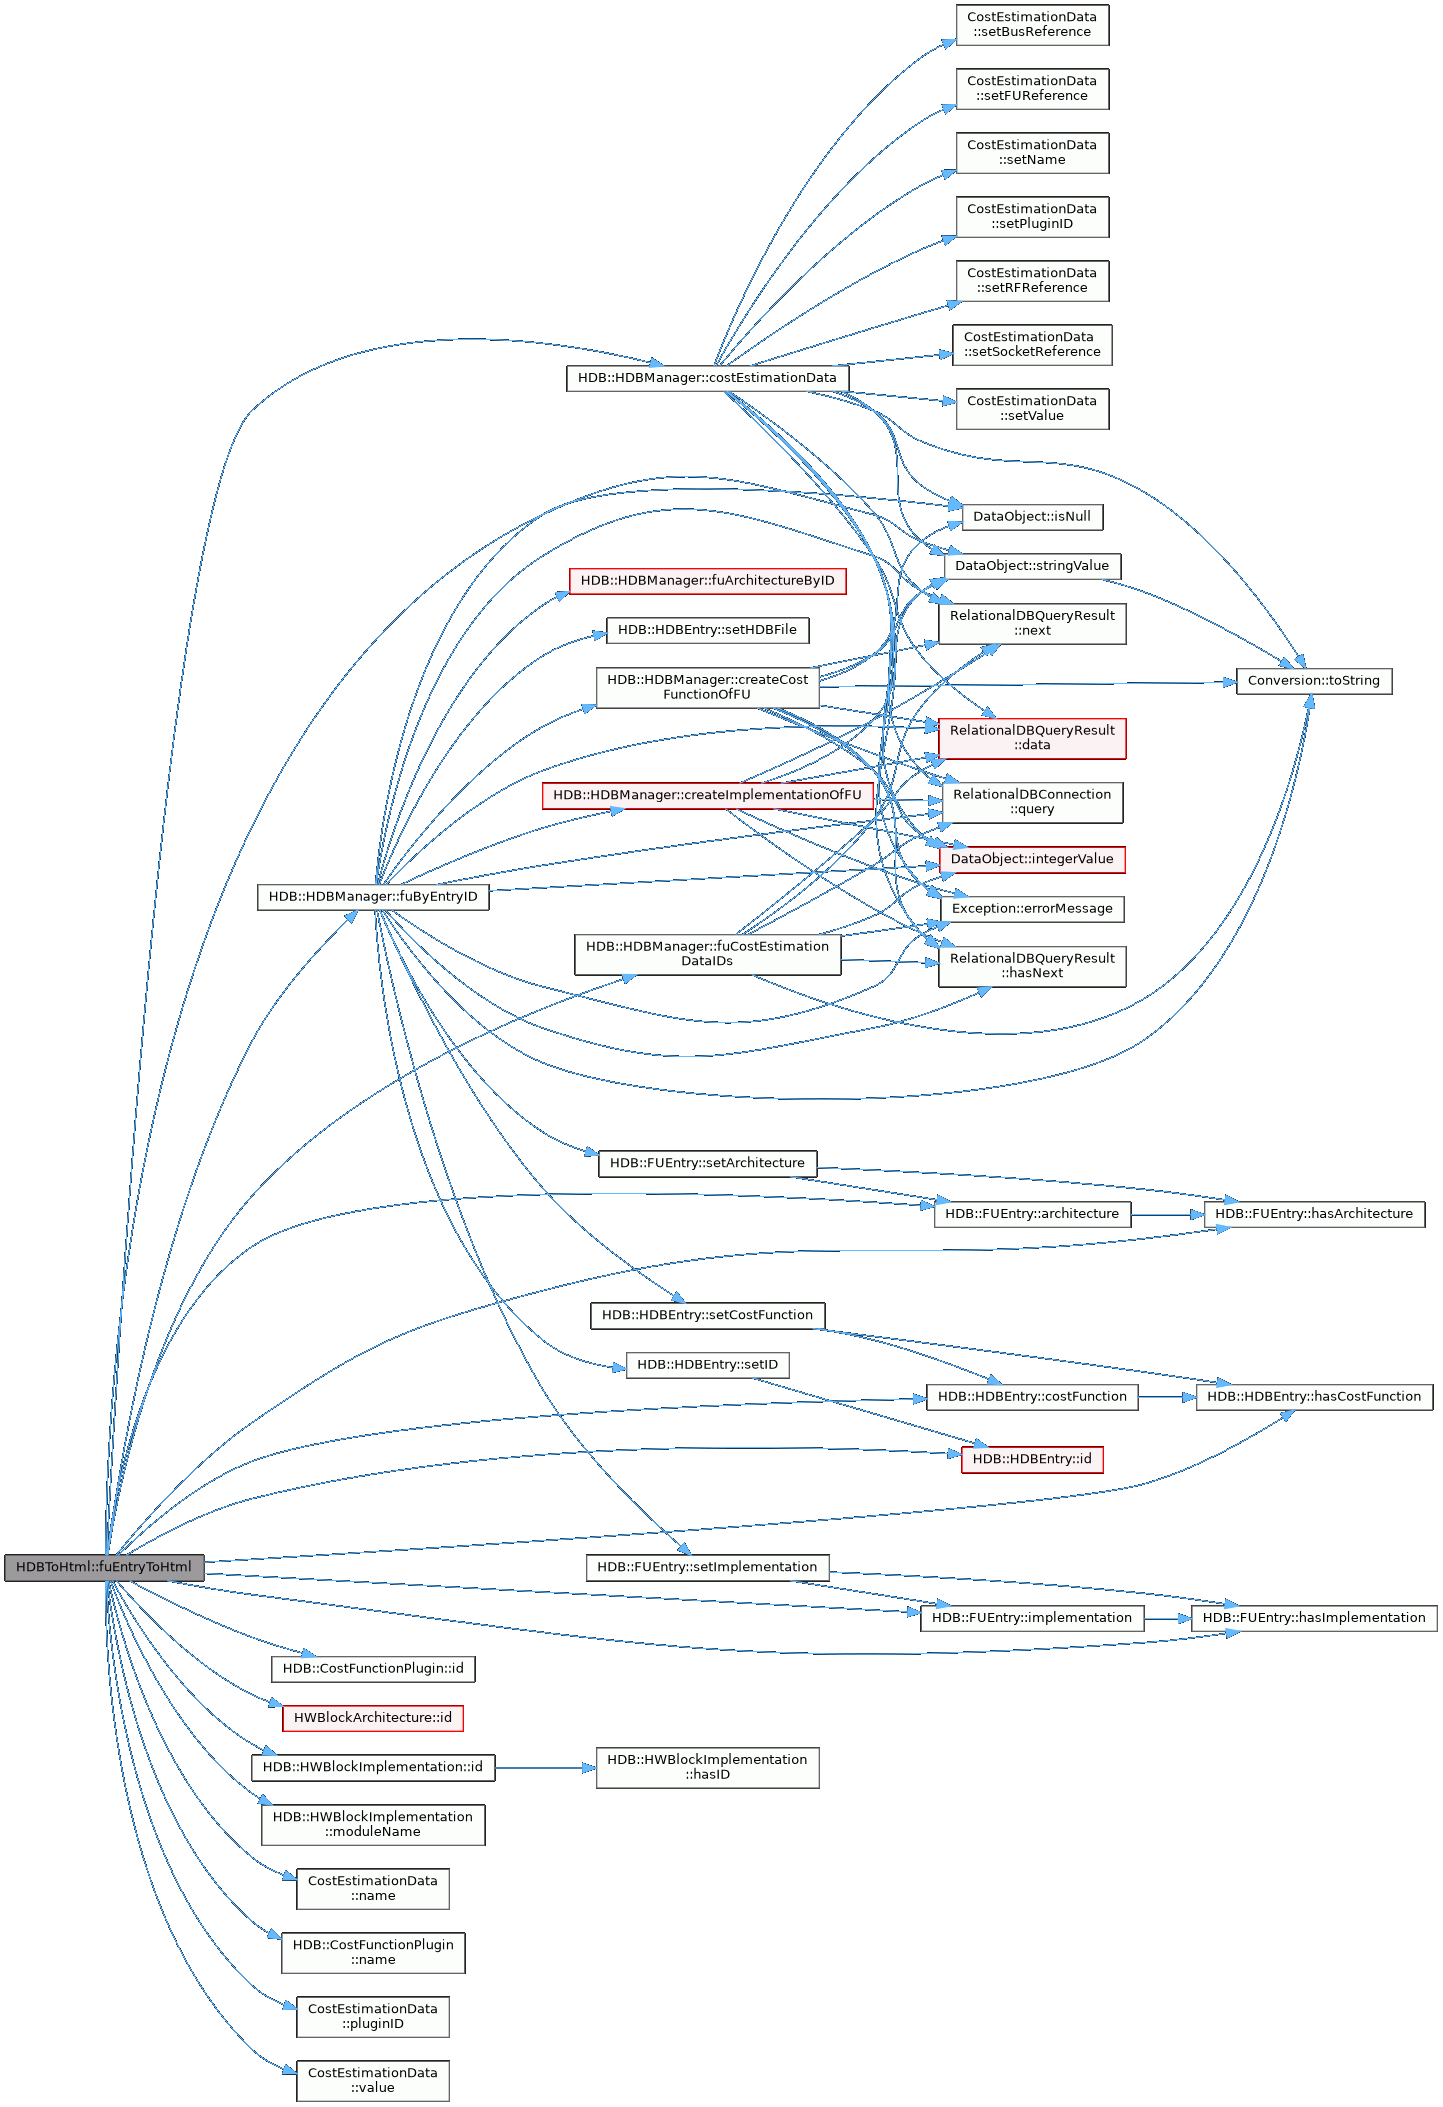 CostEstimationData
::setBusReference
CostEstimationData
::setFUReference
CostEstimationData
::setName
CostEstimationData
::setPluginID
CostEstimationData
::setRFReference
CostEstimationData
::setSocketReference
HDB::HDBManager::costEstimationData
CostEstimationData
::setValue
DataObject::isNull
DataObject::stringValue
HDB::HDBManager::fuArchitectureByID
RelationalDBQueryResult
::next
HDB::HDBEntry::setHDBFile
HDB::HDBManager::createCost
FunctionOfFU
Conversion::toString
RelationalDBQueryResult
::data
HDB::HDBManager::createImplementationOfFU
RelationalDBConnection
::query
DataObject::integerValue
HDB::HDBManager::fuByEntryID
Exception::errorMessage
HDB::HDBManager::fuCostEstimation
DataIDs
RelationalDBQueryResult
::hasNext
HDB::FUEntry::setArchitecture
HDB::FUEntry::architecture
HDB::FUEntry::hasArchitecture
HDB::HDBEntry::setCostFunction
HDB::HDBEntry::setID
HDB::HDBEntry::costFunction
HDB::HDBEntry::hasCostFunction
HDB::HDBEntry::id
HDBToHtml::fuEntryToHtml
HDB::FUEntry::setImplementation
HDB::FUEntry::implementation
HDB::FUEntry::hasImplementation
HDB::CostFunctionPlugin::id
HWBlockArchitecture::id
HDB::HWBlockImplementation::id
HDB::HWBlockImplementation
::hasID
HDB::HWBlockImplementation
::moduleName
CostEstimationData
::name
HDB::CostFunctionPlugin
::name
CostEstimationData
::pluginID
CostEstimationData
::value